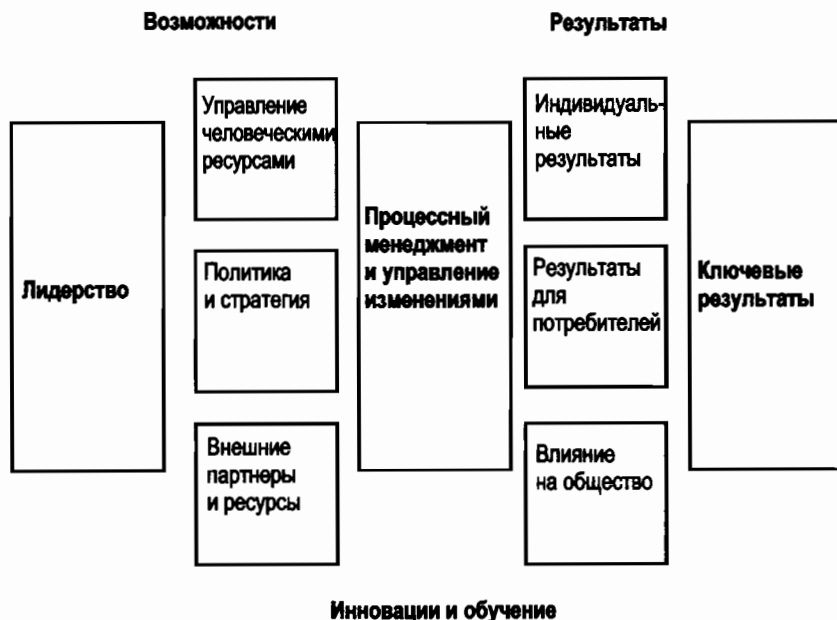 Возможности
Результаты
Лидерство
Управление
человеческими
ресурсами
Политика
и стратегия
Внешние
партнеры
и ресурсы
Процессный
менеджмент
и управление
изменениями
Индивидуаль-
ные
результаты
Результаты
для
потребителей
Влияние
на общество
Ключевые
результаты
Инновации и обучение